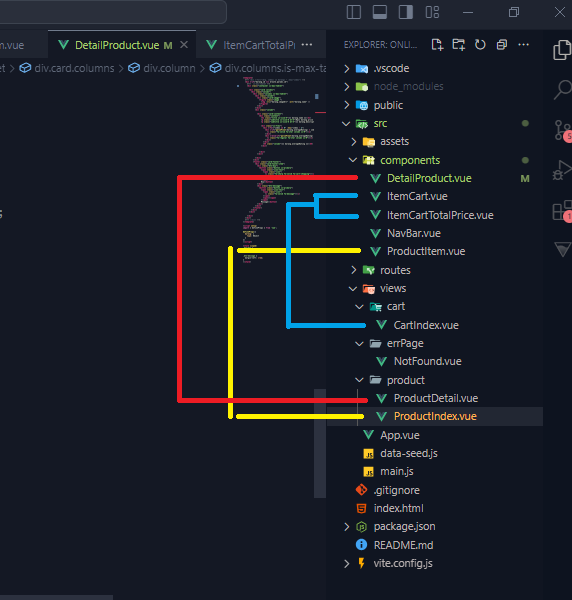 m.vue
DetailProduct.vue M
ItemCartTotalPr
EXPLORER: ONLI...
et > div.card.columns > div.column > div.columns.is-max-ta
.vscode
node_modules
public
src
assets
components
DetailProduct.vue M
ItemCart.vue
ItemCartTotalPrice.vue
NavBar.vue
ProductItem.vue
routes
views
cart
CartIndex.vue
errPage
NotFound.vue
product
ProductDetail.vue
ProductIndex.vue
App.vue
data-seed.js
main.js
.gitignore
index.html
package.json
README.md
vite.config.js